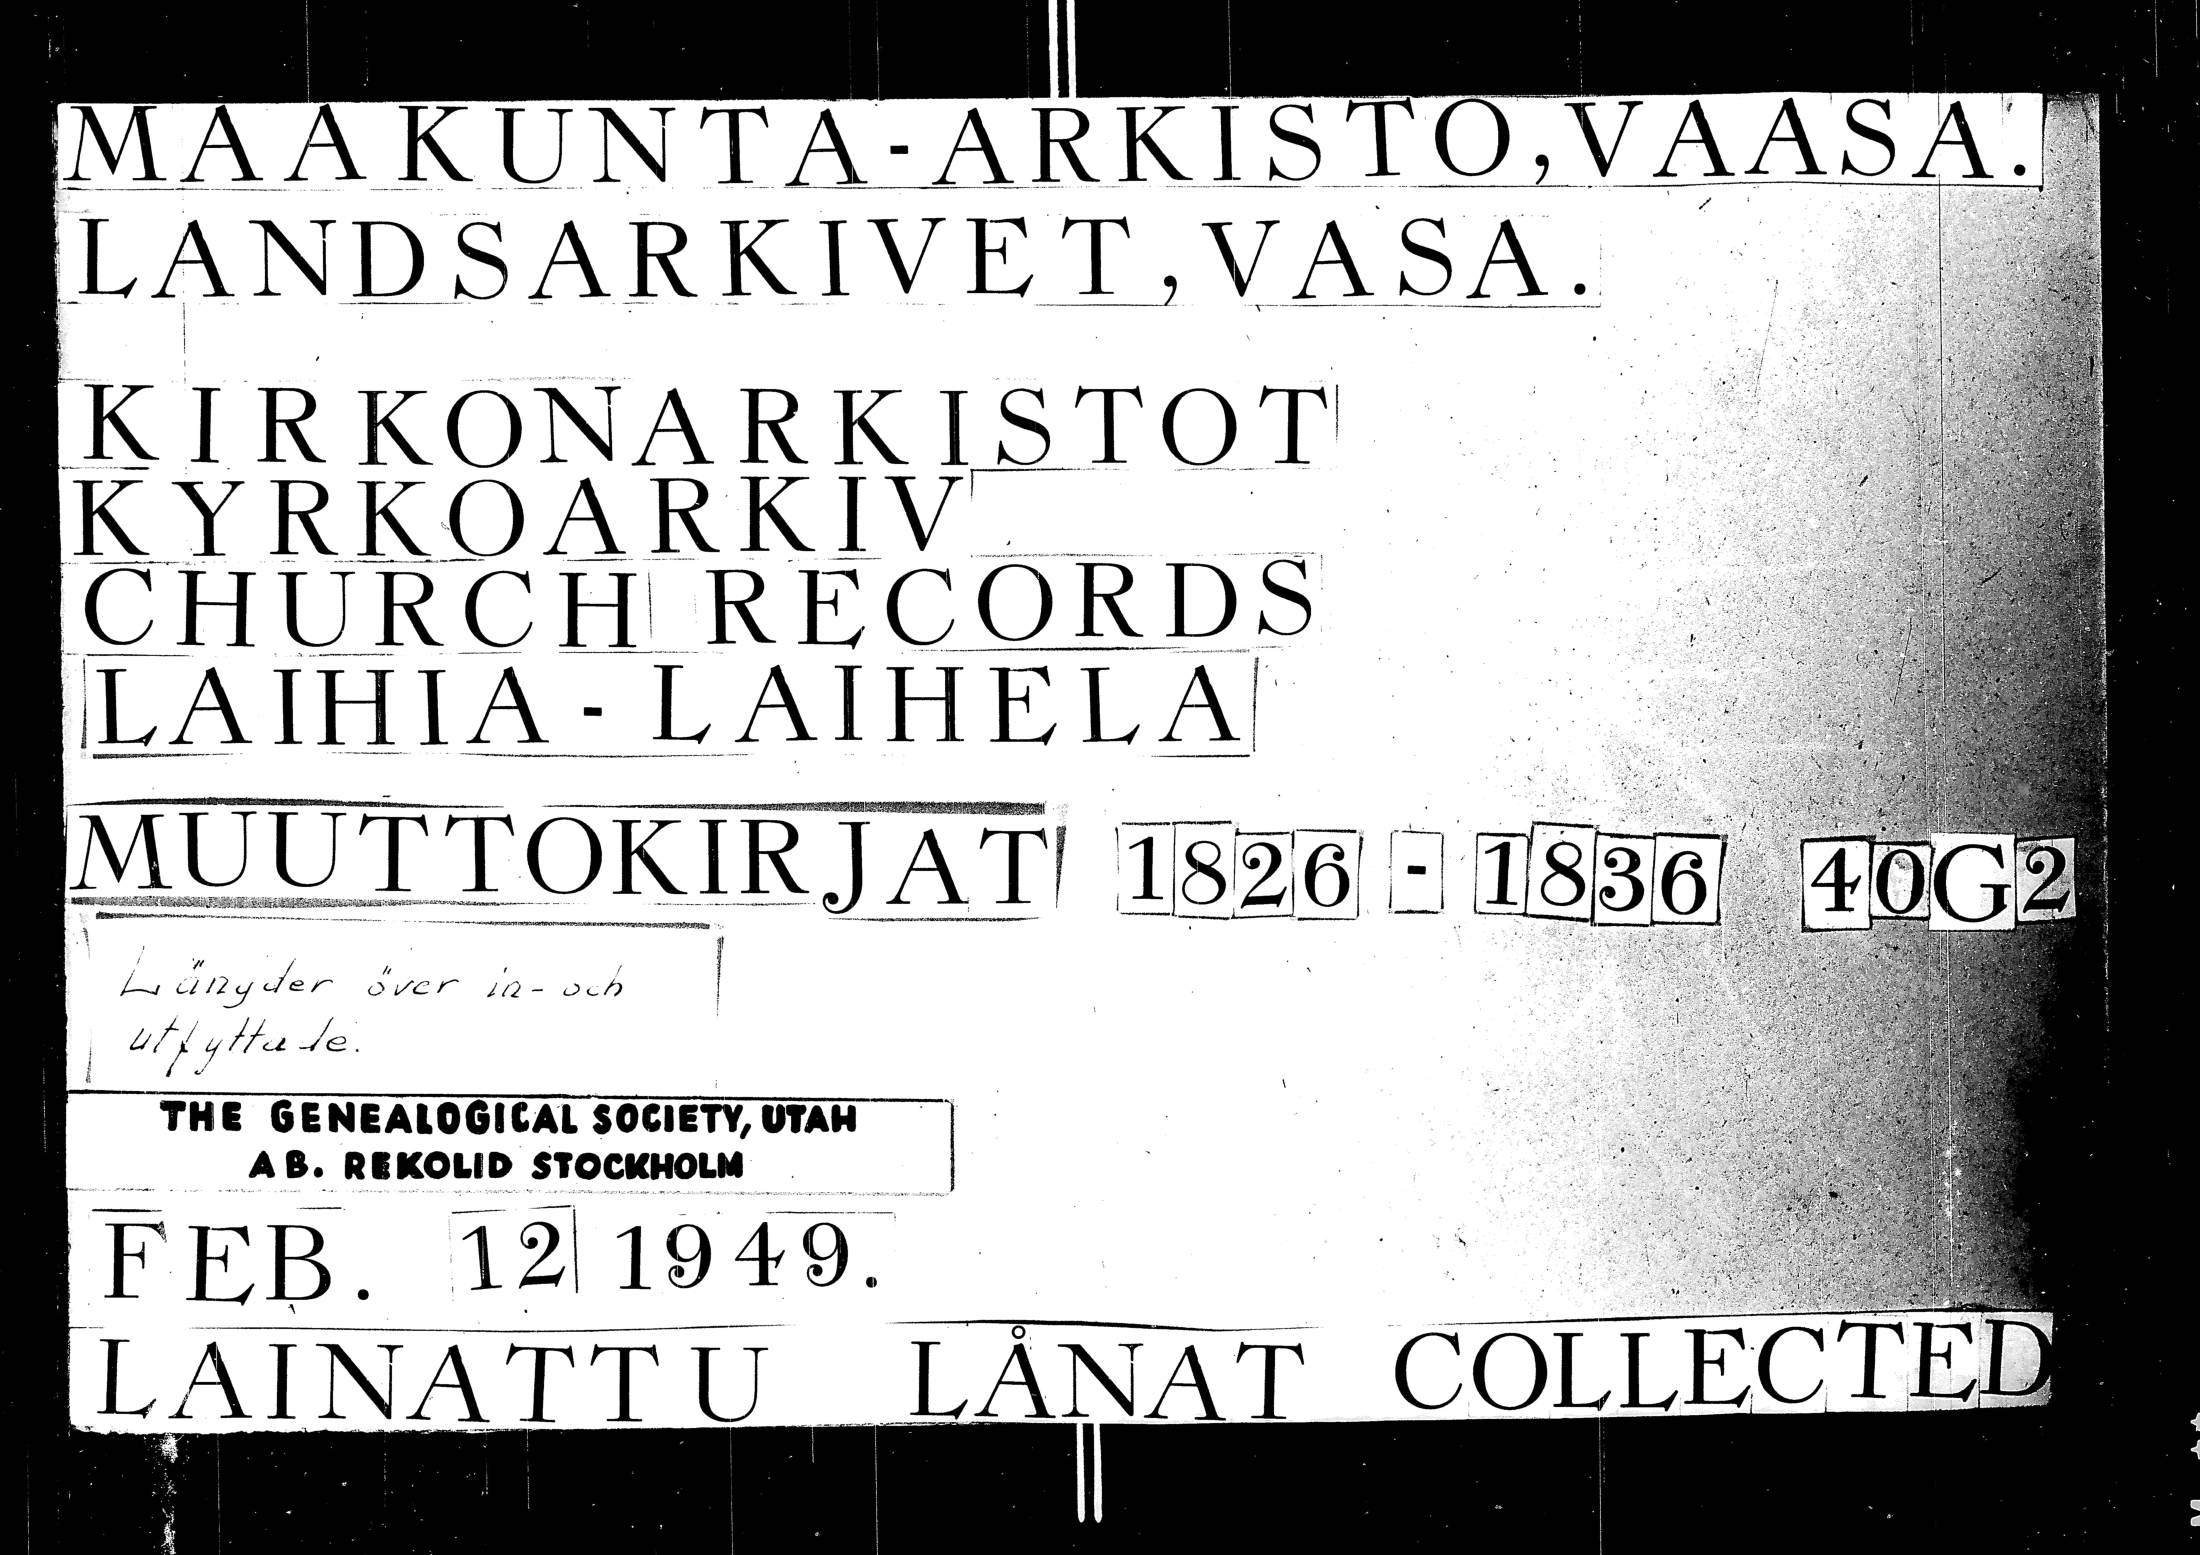 MAAKUNTA-ARKISTO, VAASA.
LANDSARKIVET, VASA.
KIRKONARKISTOT
KYRKOARKIV
CHURCH RECORDS
LAIHIA - LAIHELA
MUUTTOKIRJAT 1826 - 1836 40G2
Längder över in- och
utflyttade.
THE GENEALOGICAL SOCIETY, UTAH
AB. REKOLID STOCKHOLM
FEB. 12 1949.
LAINATTU LÅNAT COLLECTED